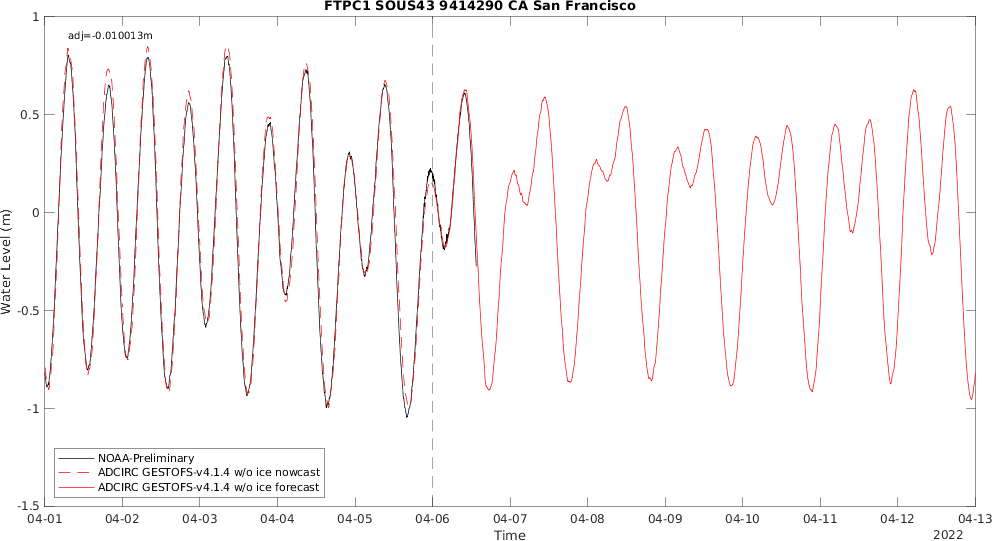 FTPC1 SOUS43 9414290 CA San Francisco
adj=-0.010013m
1
0.5
0
-0.5
-1
-1.5
Water Level (m)
NOAA-Preliminary
ADCIRC GESTOFS-v4.1.4 w/o ice nowcast
ADCIRC GESTOFS-v4.1.4 w/o ice forecast
04-01 04-02 04-03 04-04 04-05 04-06 04-07 04-08 04-09 04-10 04-11 04-12 04-13
Time
2022